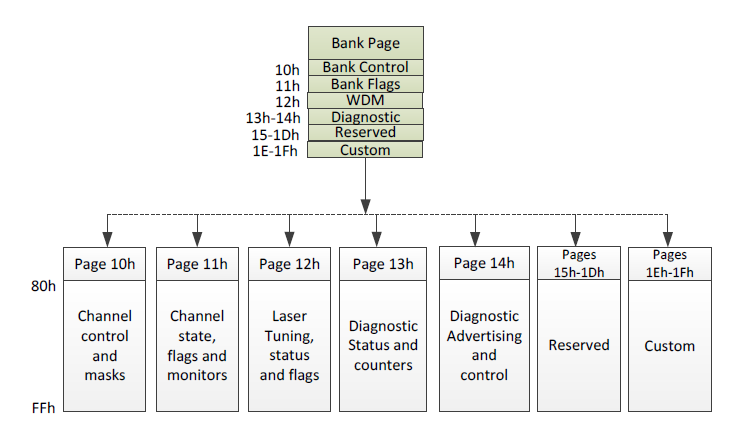 Bank Page
10h Bank Control
11h Bank Flags
12h WDM
13h-14h Diagnostic
15-1Dh Reserved
1E-1Fh Custom
Page 10h
Page 11h
Page 12h
Page 13h
Page 14h
Pages
15h-1Dh
Pages
1Eh-1Fh
80h
Channel
control
and
masks
Channel
state,
flags and
monitors
Laser
Tuning,
status
and flags
Diagnostic
Status and
counters
Diagnostic
Advertising
and
control
Reserved
Custom
FFh